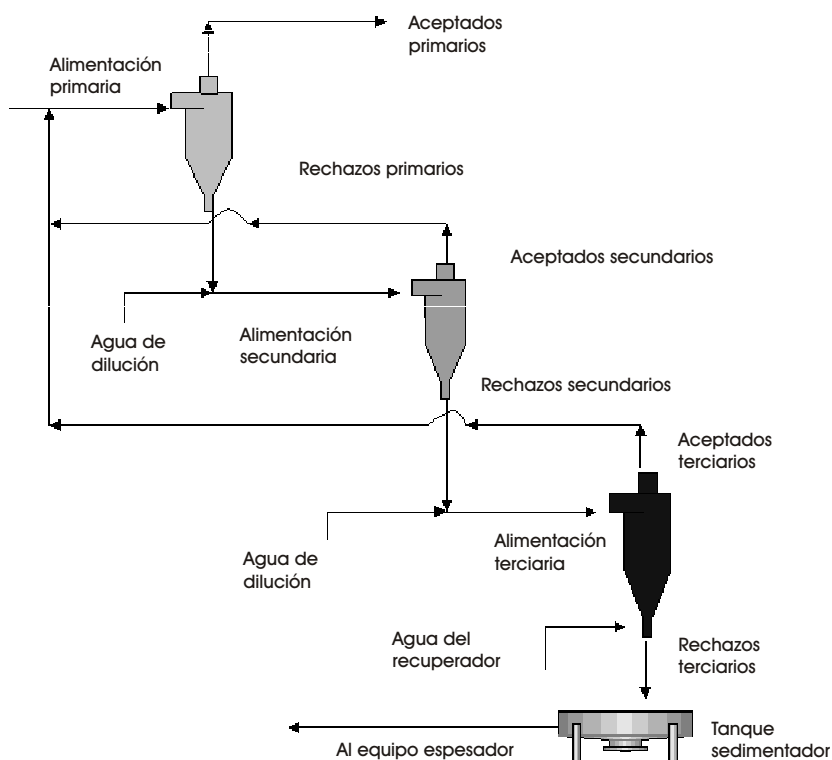 Aceptados
primarios
Alimentación
primaria
Rechazos primarios
Aceptados secundarios
Agua de
dilución
Alimentación
secundaria
Rechazos secundarios
Aceptados
terciarios
Agua de
dilución
Alimentación
terciaria
Agua del
recuperador
Rechazos
terciarios
Al equipo espesador
Tanque
sedimentador